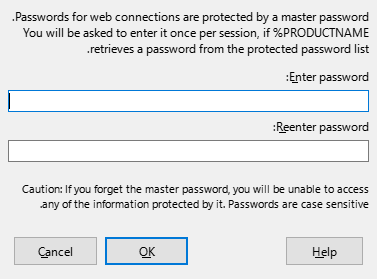 .Passwords for web connections are protected by a master password
You will be asked to enter it once per session, if %PRODUCTNAME
.retrieves a password from the protected password list
:Enter password
:Reenter password
Caution: If you forget the master password, you will be unable to access
.any of the information protected by it. Passwords are case sensitive
Cancel
OK
Help